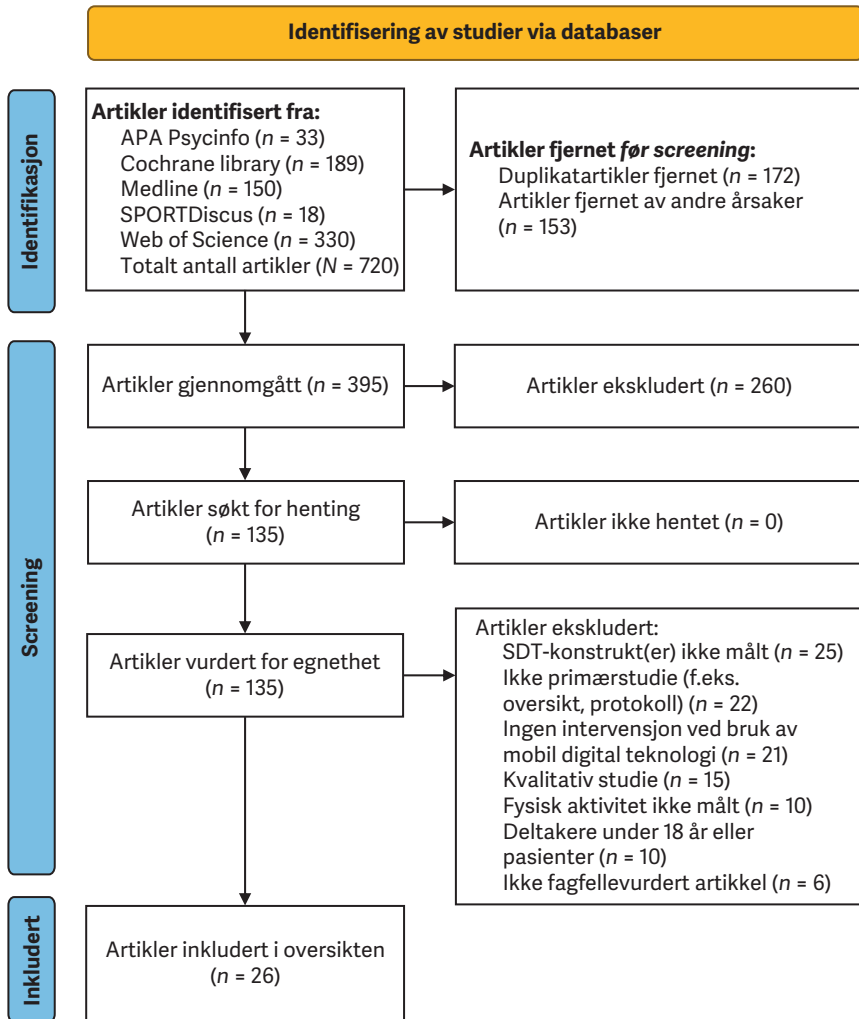 Identifisering av studier via databaser
Identifikasjon
Artikler identifisert fra:
APA Psycinfo (n = 33)
Cochrane library (n = 189)
Medline (n = 150)
SPORTDiscus (n = 18)
Web of Science (n = 330)
Totalt antall artikler (N = 720)
Artikler fjernet før screening:
Duplikatartikler fjernet (n = 172)
Artikler fjernet av andre årsaker
(n = 153)
Screening
Artikler gjennomgått (n = 395)
Artikler ekskludert (n = 260)
Artikler søkt for henting
(n = 135)
Artikler ikke hentet (n = 0)
Artikler vurdert for egnethet
(n = 135)
Artikler ekskludert:
SDT-konstrukt(er) ikke målt (n = 25)
Ikke primærstudie (f.eks.
oversikt, protokoll) (n = 22)
Ingen intervensjon ved bruk av
mobil digital teknologi (n = 21)
Kvalitativ studie (n = 15)
Fysisk aktivitet ikke målt (n = 10)
Deltakere under 18 år eller
pasienter (n = 10)
Ikke fagfellevurdert artikkel (n = 6)
Inkludert
Artikler inkludert i oversikten
(n = 26)